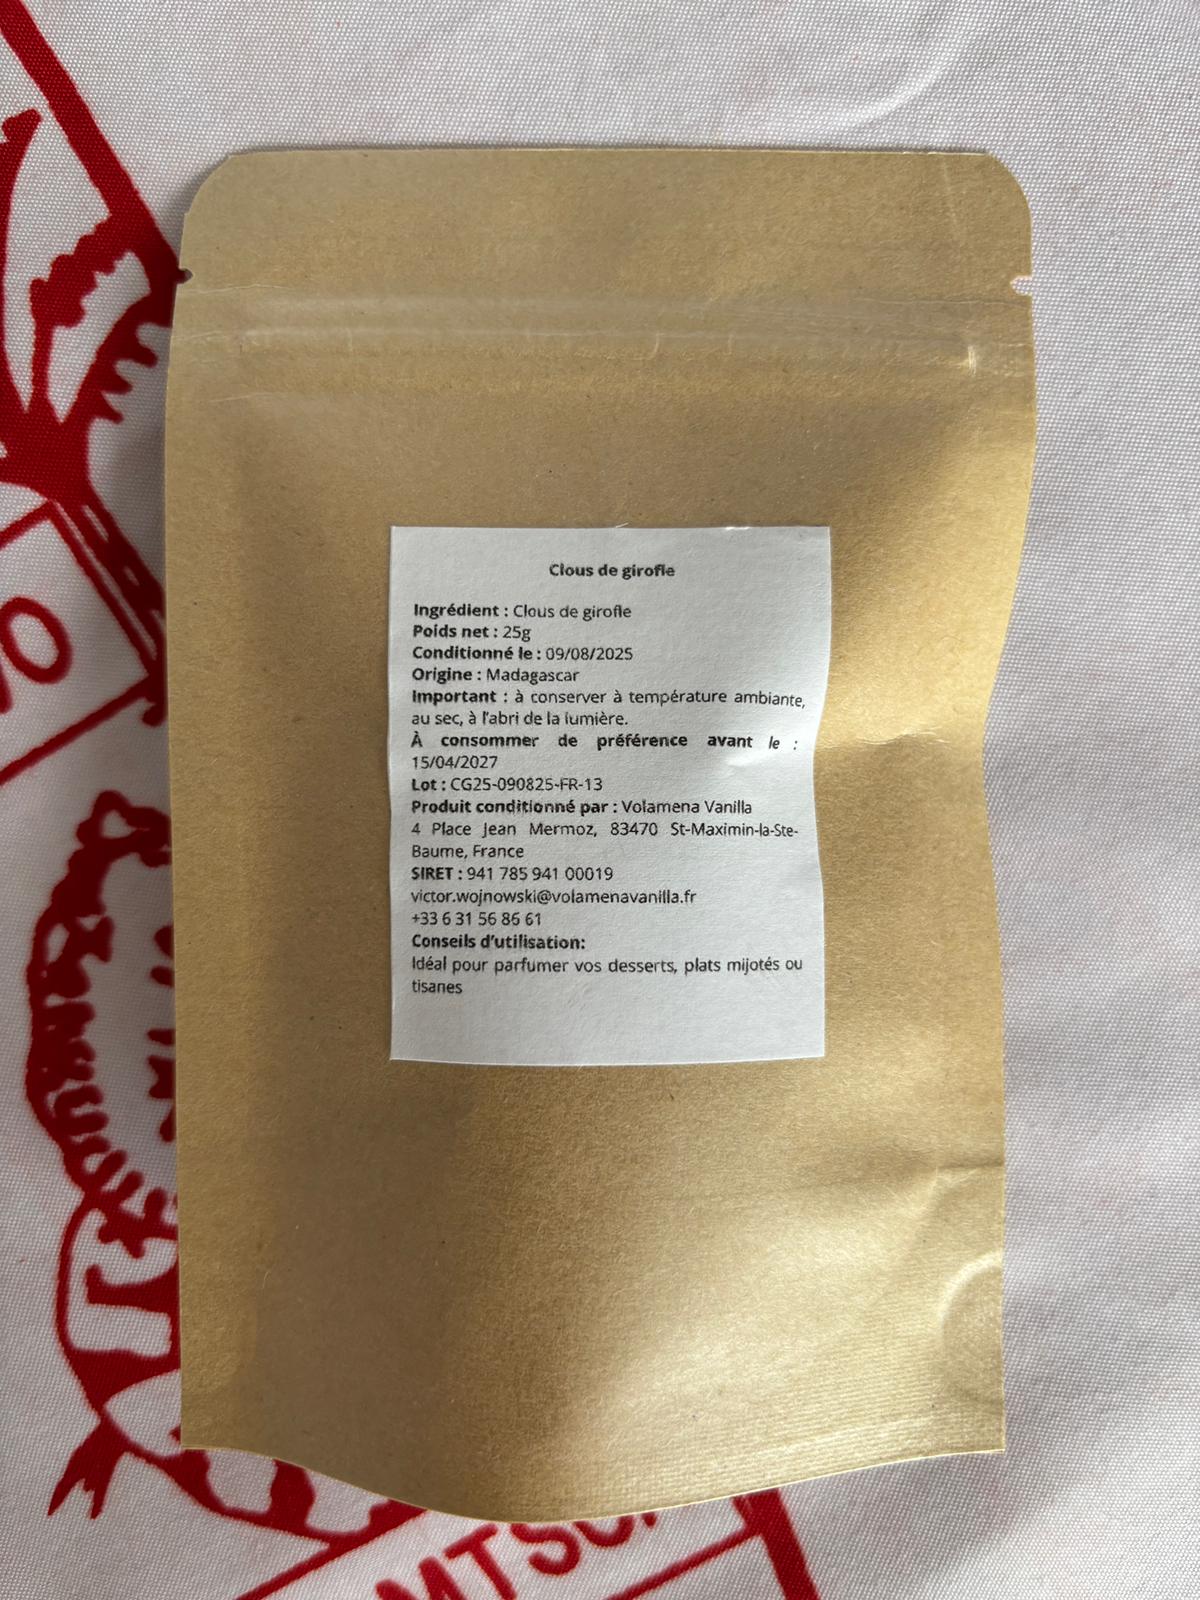 Clous de girofle
Ingrédient : Clous de girofle
Poids net : 25g
Conditionné le : 09/08/2025
Origine : Madagascar
Important : à conserver à température ambiante,
au sec, à l'abri de la lumière.
À consommer de préférence avant le :
15/04/2027
Lot : CG25-090825-FR-13
Produit conditionné par : Volamena Vanilla
4 Place Jean Mermoz, 83470 St-Maximin-la-Ste-
Baume, France
SIRET : 941 785 941 00019
victor.wojnowski@volamenavanilla.fr
+33 6 31 56 86 61
Conseils d'utilisation:
Idéal pour parfumer vos desserts, plats mijotés ou
tisanes